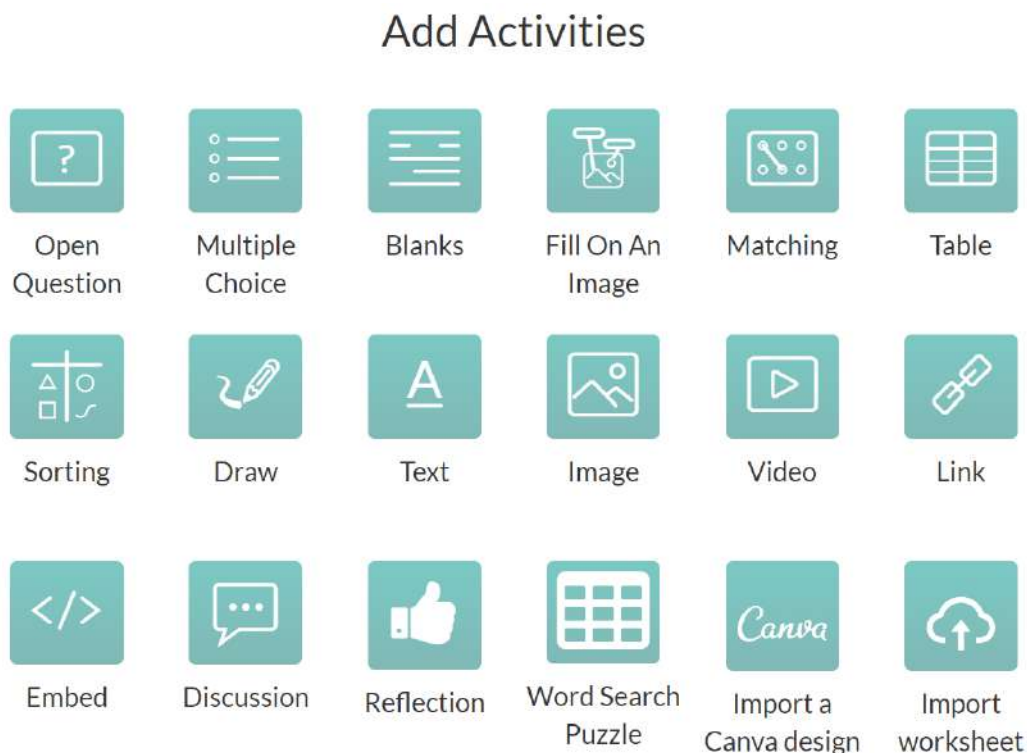 Add Activities
?
Open Question
Multiple Choice
Blanks
Fill On An Image
Matching
Table
A
Sorting
Draw
Text
Image
Video
Link
</>
Canva
Embed
Discussion
Reflection
Word Search Puzzle
Import a Canva design
Import worksheet